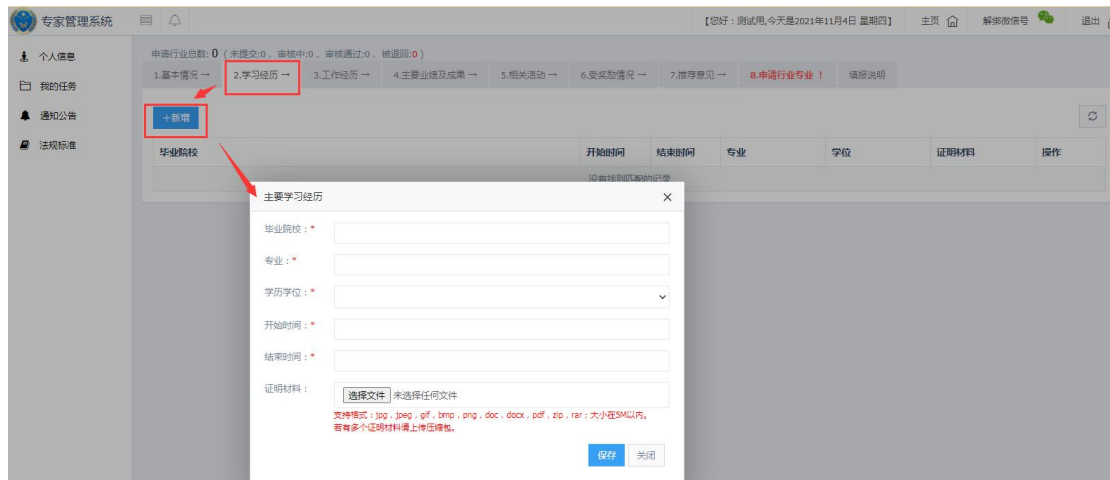 专家管理系统
【您好：测试用,今天是2021年11月4日 星期四】 主页 解绑微信号 退出
个人信息
我的任务
通知公告
法规标准
申请行业总数: 0 ( 未提交:0 , 审核中:0 , 审核通过:0 , 被退回:0 )
1.基本情况→ 2.学习经历→ 3.工作经历→ 4.主要业绩及成果→ 5.相关活动→ 6.受奖励情况→ 7.推荐意见→ 8.申请行业专业！ 填报说明
+新增
毕业院校 开始时间 结束时间 专业 学位 证明材料 操作
没有找到匹配的记录
主要学习经历 ×
毕业院校：*
专业：*
学历学位：*
开始时间：*
结束时间：*
证明材料：
选择文件 未选择任何文件
支持格式：jpg , jpeg , gif , bmp , png , doc , docx , pdf , zip , rar；大小在5M以内。
若有多个证明材料请上传压缩包。
保存 关闭